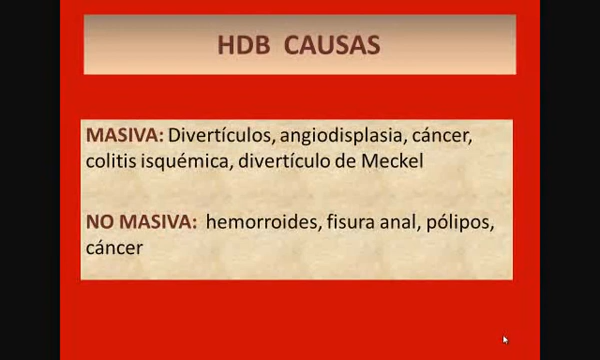 HDB CAUSAS
MASIVA: Divertículos, angiodisplasia, cáncer,
colitis isquémica, divertículo de Meckel
NO MASIVA: hemorroides, fisura anal, pólipos,
cáncer